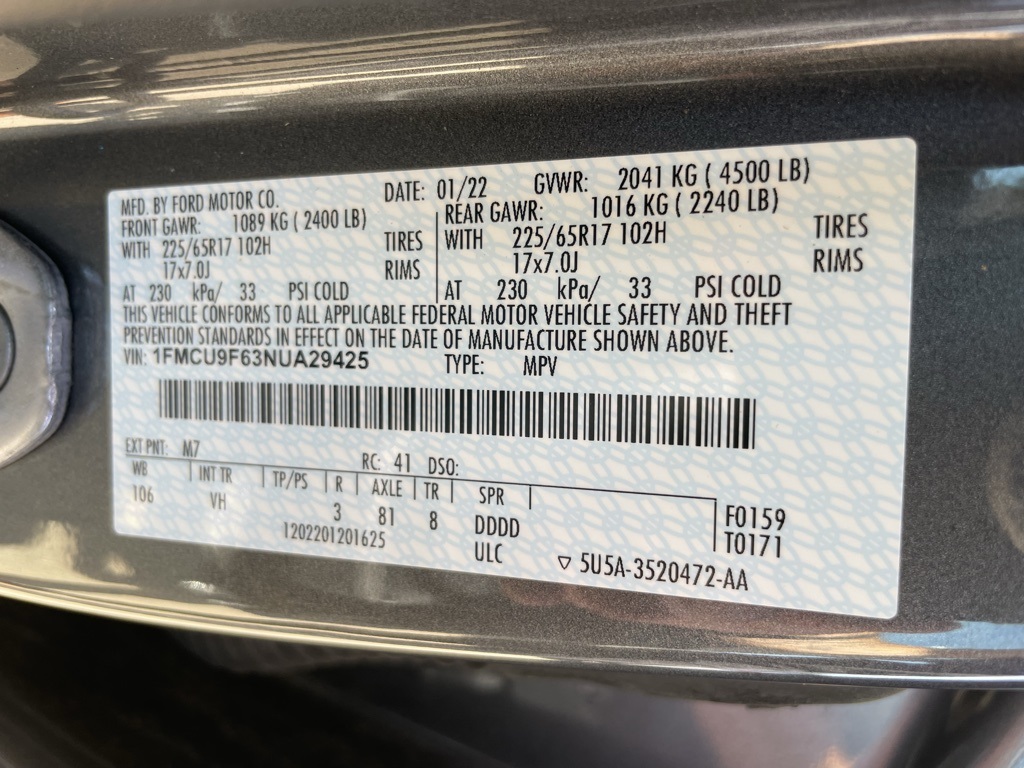 MFD. BY FORD MOTOR CO. DATE: 01/22 GVWR: 2041 KG ( 4500 LB)
FRONT GAWR: 1089 KG ( 2400 LB) REAR GAWR: 1016 KG ( 2240 LB)
WITH 225/65R17 102H TIRES WITH 225/65R17 102H TIRES
17x7.0J RIMS 17x7.0J RIMS
AT 230 kPa/ 33 PSI COLD AT 230 kPa/ 33 PSI COLD
THIS VEHICLE CONFORMS TO ALL APPLICABLE FEDERAL MOTOR VEHICLE SAFETY AND THEFT
PREVENTION STANDARDS IN EFFECT ON THE DATE OF MANUFACTURE SHOWN ABOVE.
VIN: 1FMCU9F63NUA29425 TYPE: MPV
EXT PNT: M7 RC: 41 DSO:
WB INT TR TP/PS R AXLE TR SPR
106 VH 3 81 8 DDDD F0159
1202201201625 ULC T0171
▽ 5U5A-3520472-AA